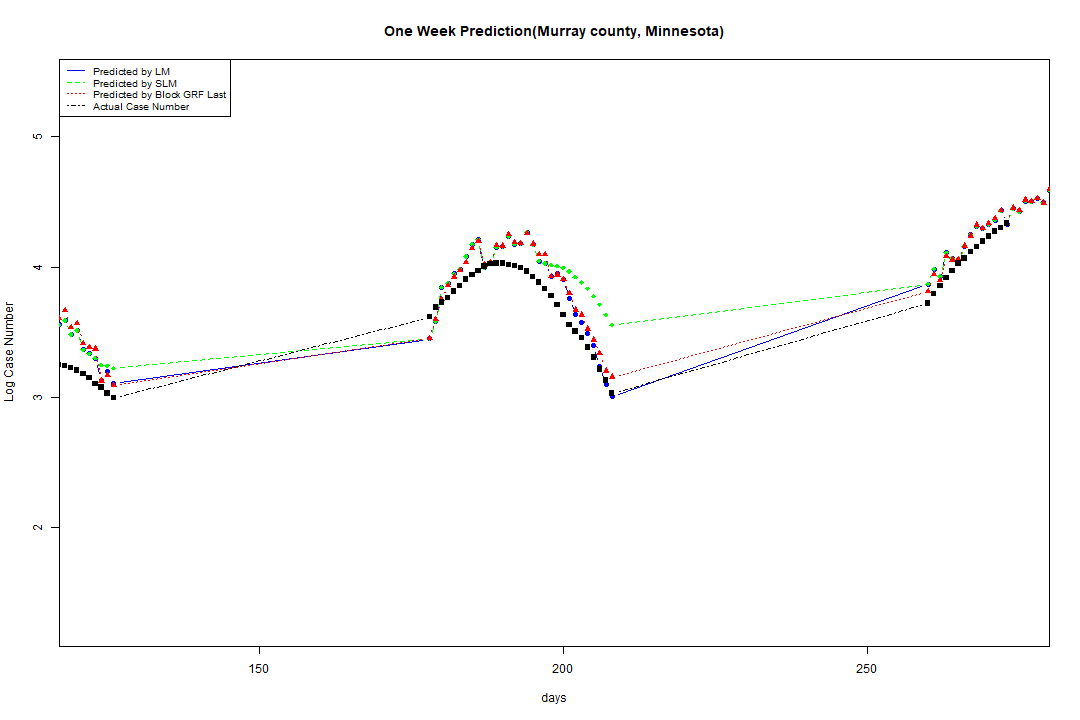 One Week Prediction(Murray county, Minnesota)
Predicted by LM
Predicted by SLM
Predicted by Block GRF Last
Actual Case Number
5
4
3
2
Log Case Number
150 200 250
days